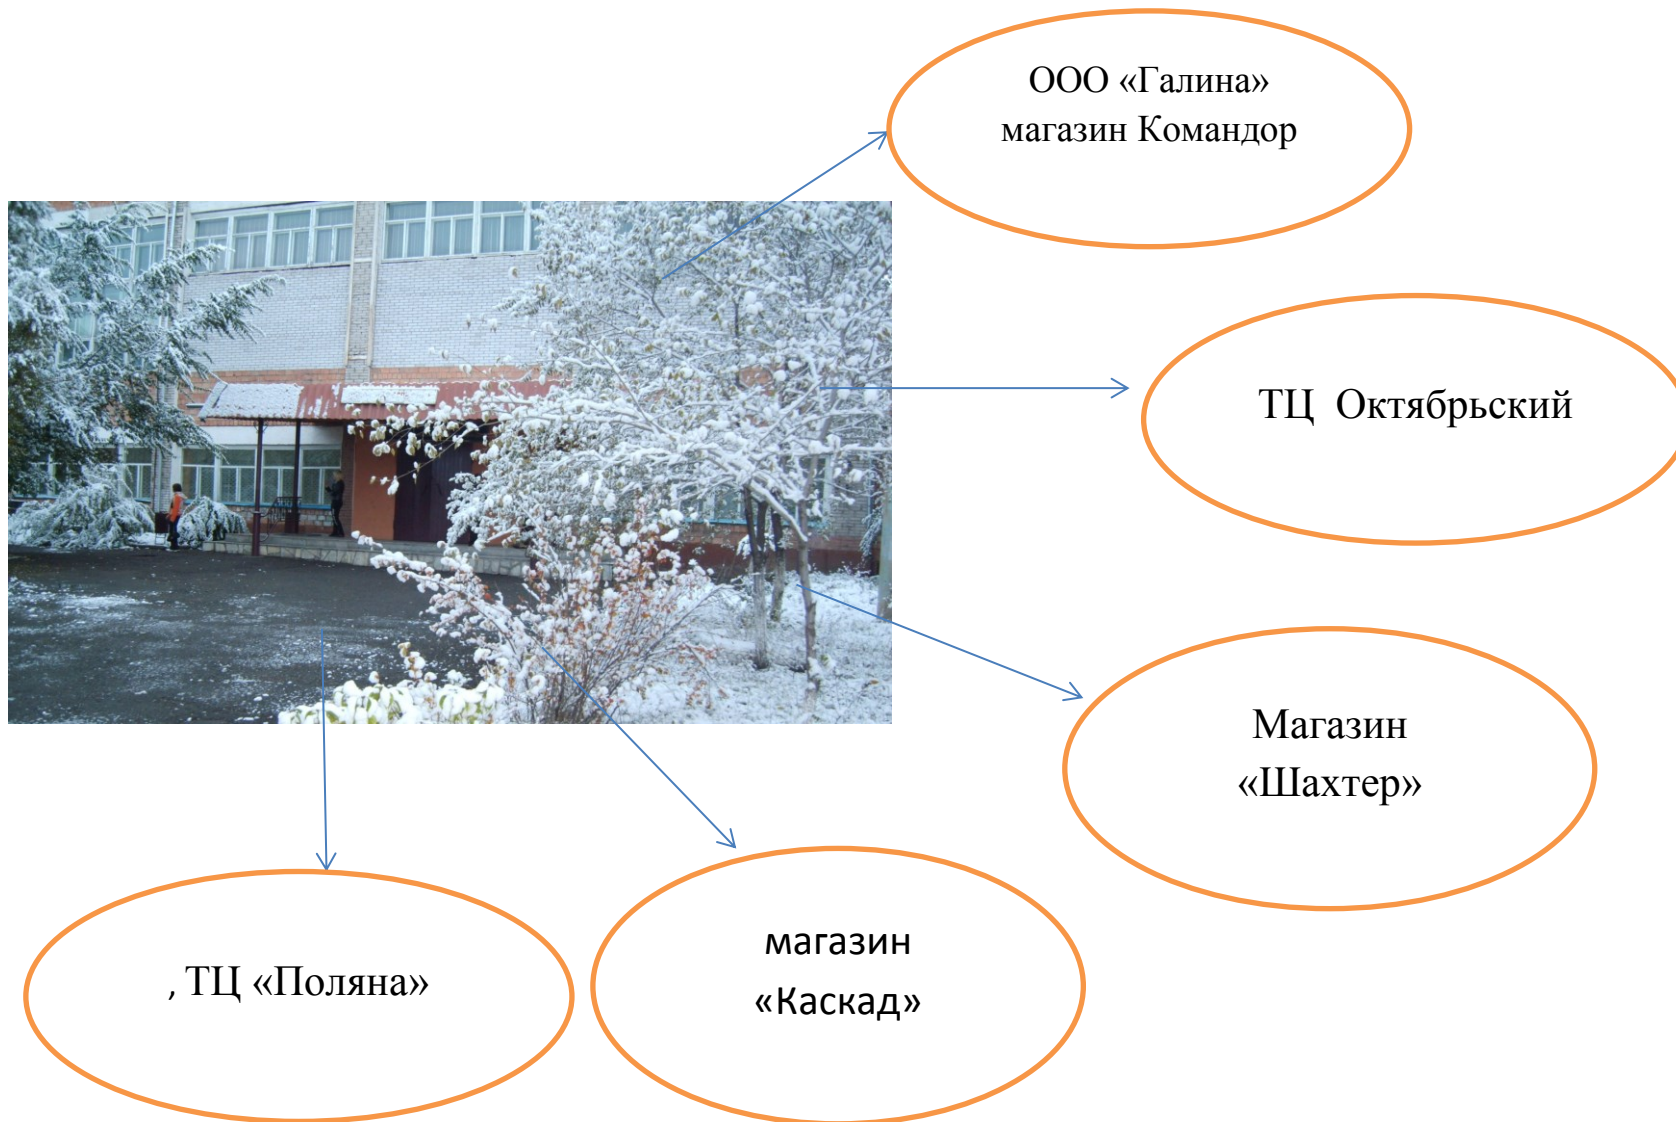 ООО «Галина»
магазин Командор
ТЦ  Октябрьский
Магазин
«Шахтер»
магазин
«Каскад»
, ТЦ «Поляна»